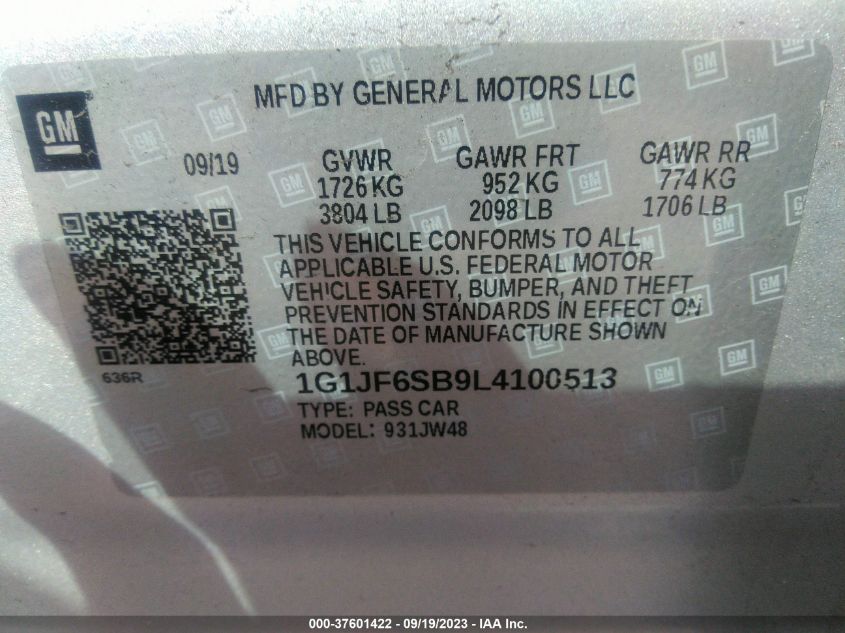 GM
MFD BY GENERAL MOTORS LLC
09/19
GVWR GAWR FRT GAWR RR
1726 KG 952 KG 774 KG
3804 LB 2098 LB 1706 LB
THIS VEHICLE CONFORMS TO ALL
APPLICABLE U.S. FEDERAL MOTOR
VEHICLE SAFETY, BUMPER, AND THEFT
PREVENTION STANDARDS IN EFFECT ON
THE DATE OF MANUFACTURE SHOWN
ABOVE.
636R
1G1JF6SB9L4100513
TYPE: PASS CAR
MODEL: 931JW48
000-37601422 - 09/19/2023 - IAA Inc.